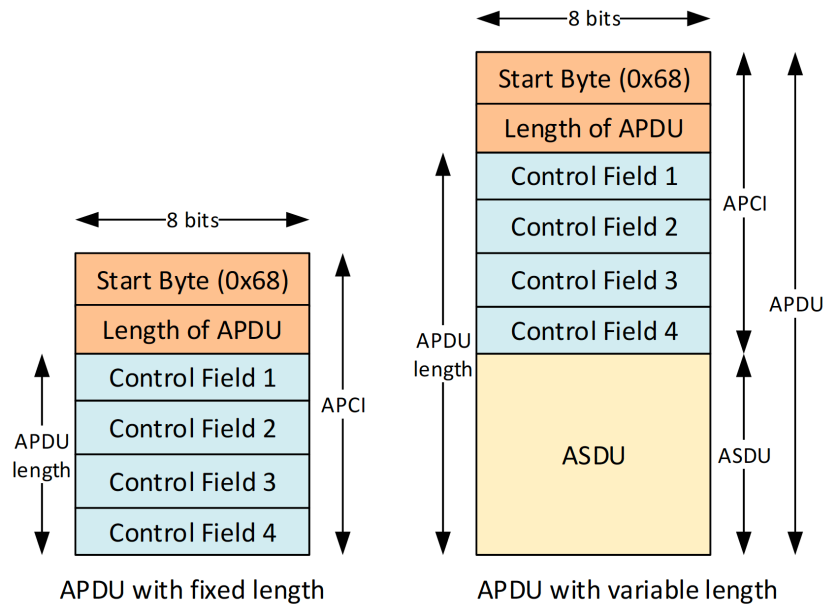 8 bits
Start Byte (0x68)
Length of APDU
Control Field 1
Control Field 2
Control Field 3
Control Field 4
APDU
length
APCI
APDU with fixed length
8 bits
Start Byte (0x68)
Length of APDU
Control Field 1
Control Field 2
Control Field 3
Control Field 4
ASDU
APDU
length
APCI
ASDU
APDU
APDU with variable length